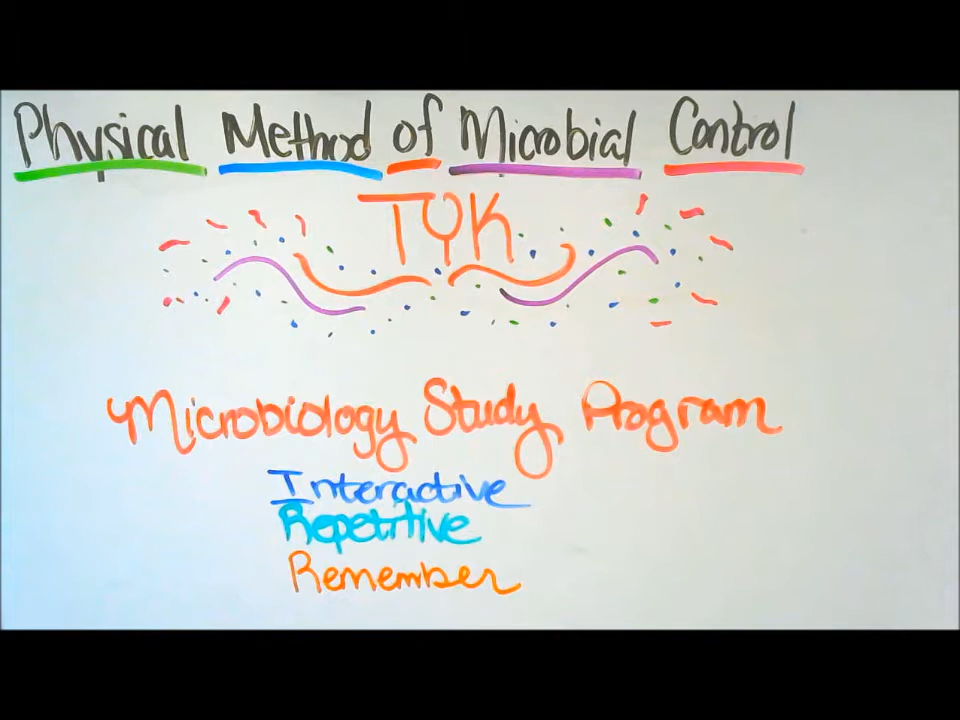 Physical Method of Microbial Control
TYK
Microbiology Study Program
Interactive
Repetitive
Remember